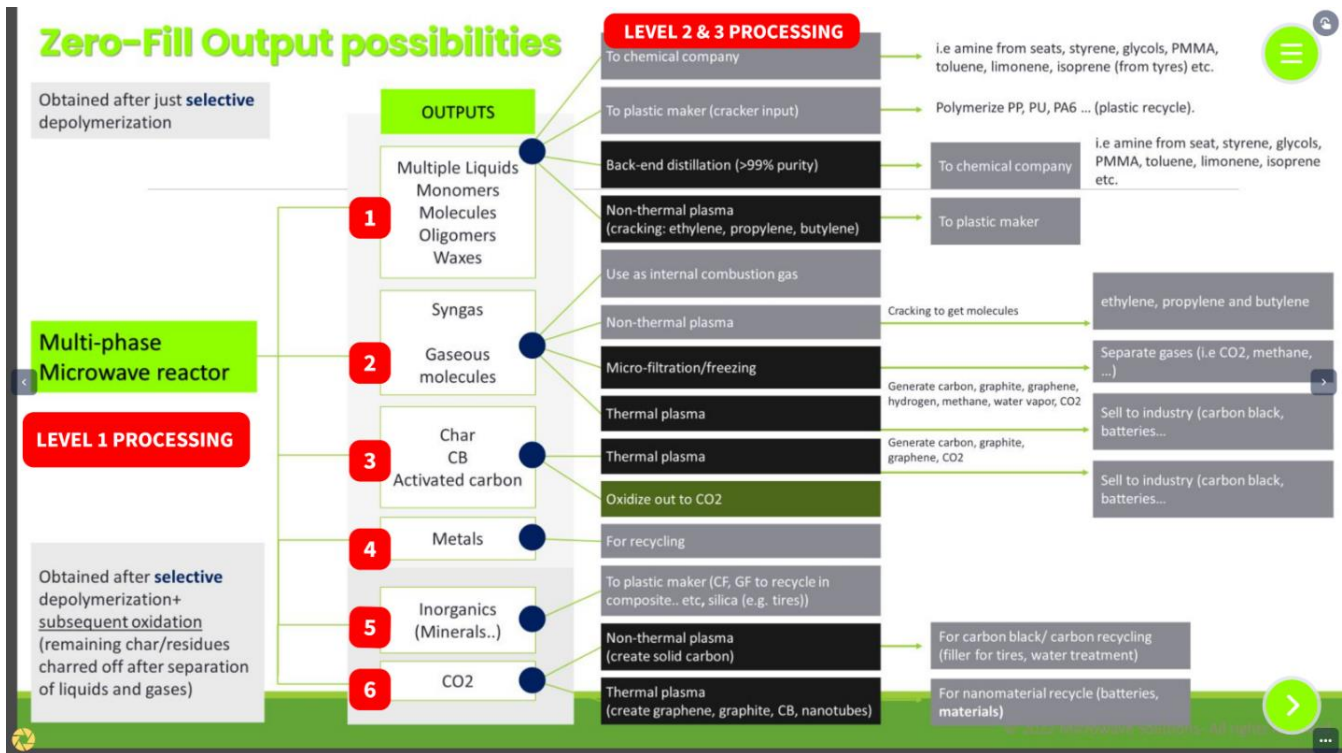 Zero-Fill Output possibilities
LEVEL 2 & 3 PROCESSING
Obtained after just selective
depolymerization
OUTPUTS
Multiple Liquids
Monomers
Molecules
Oligomers
Waxes
1
To chemical company
i.e amine from seats, styrene, glycols, PMMA,
toluene, limonene, isoprene (from tyres) etc.
To plastic maker (cracker input)
Polymerize PP, PU, PA6 ... (plastic recycle).
Back-end distillation (>99% purity)
To chemical company
i.e amine from seat, styrene, glycols,
PMMA, toluene, limonene, isoprene
etc.
Non-thermal plasma
(cracking: ethylene, propylene, butylene)
To plastic maker
Multi-phase
Microwave reactor
LEVEL 1 PROCESSING
2
Syngas
Gaseous
molecules
Use as internal combustion gas
Non-thermal plasma
Cracking to get molecules
ethylene, propylene and butylene
Micro-filtration/freezing
Separate gases (i.e CO2, methane,
...)
Thermal plasma
Generate carbon, graphite, graphene,
hydrogen, methane, water vapor, CO2
Sell to industry (carbon black,
batteries...
3
Char
CB
Activated carbon
Thermal plasma
Generate carbon, graphite,
graphene, CO2
Sell to industry (carbon black,
batteries...
Oxidize out to CO2
4
Metals
For recycling
Obtained after selective
depolymerization+
subsequent oxidation
(remaining char/residues
charred off after separation
of liquids and gases)
5
Inorganics
(Minerals..)
To plastic maker (CF, GF to recycle in
composite.. etc, silica (e.g. tires))
6
CO2
Non-thermal plasma
(create solid carbon)
For carbon black/ carbon recycling
(filler for tires, water treatment)
Thermal plasma
(create graphene, graphite, CB, nanotubes)
For nanomaterial recycle (batteries,
materials)